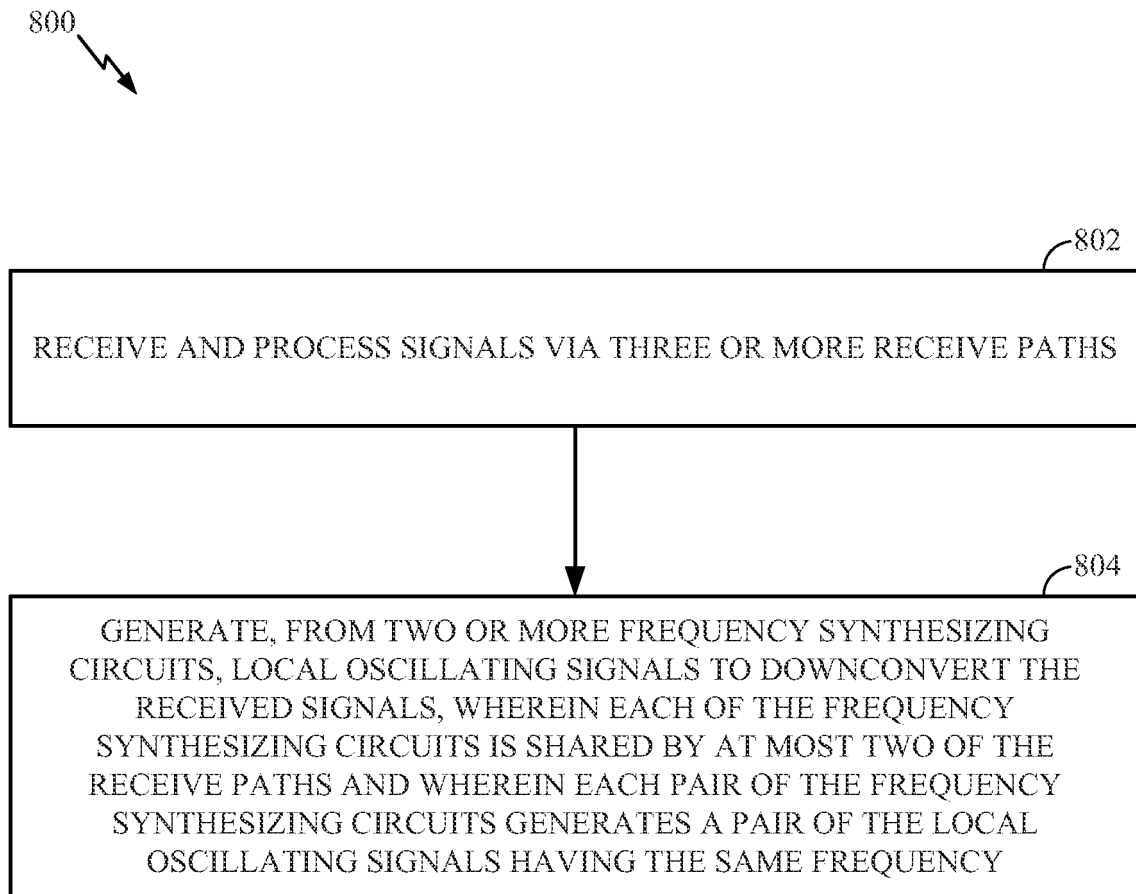 800
802
RECEIVE AND PROCESS SIGNALS VIA THREE OR MORE RECEIVE PATHS
804
GENERATE, FROM TWO OR MORE FREQUENCY SYNTHESIZING
CIRCUITS, LOCAL OSCILLATING SIGNALS TO DOWNCONVERT THE
RECEIVED SIGNALS, WHEREIN EACH OF THE FREQUENCY
SYNTHESIZING CIRCUITS IS SHARED BY AT MOST TWO OF THE
RECEIVE PATHS AND WHEREIN EACH PAIR OF THE FREQUENCY
SYNTHESIZING CIRCUITS GENERATES A PAIR OF THE LOCAL
OSCILLATING SIGNALS HAVING THE SAME FREQUENCY